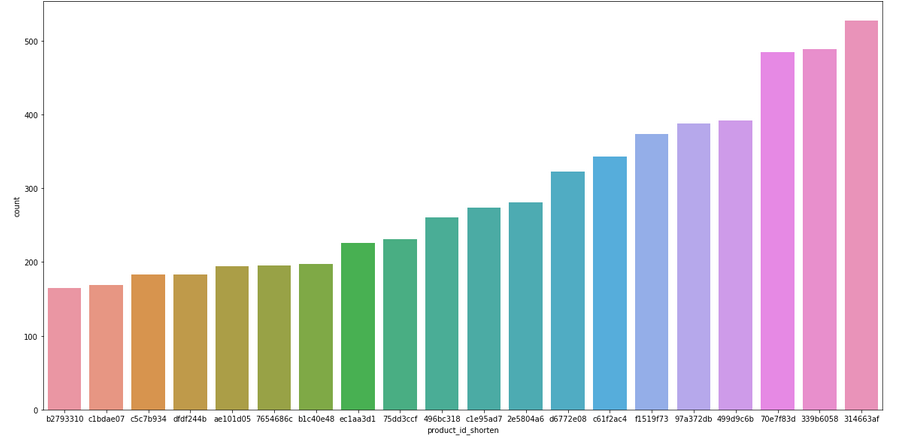 500
400
300
200
100
0
count
b2793310 c1bdae07 c5c7b934 dfdf244b ae101d05 7654686c b1c40e48 ec1aa3d1 75dd3ccf 496bc318 c1e95ad7 2e5804a6 d6772e08 c61f2ac4 f1519f73 97a372db 499d9c6b 70e7f83d 339b6058 314663af
product_id_shorten